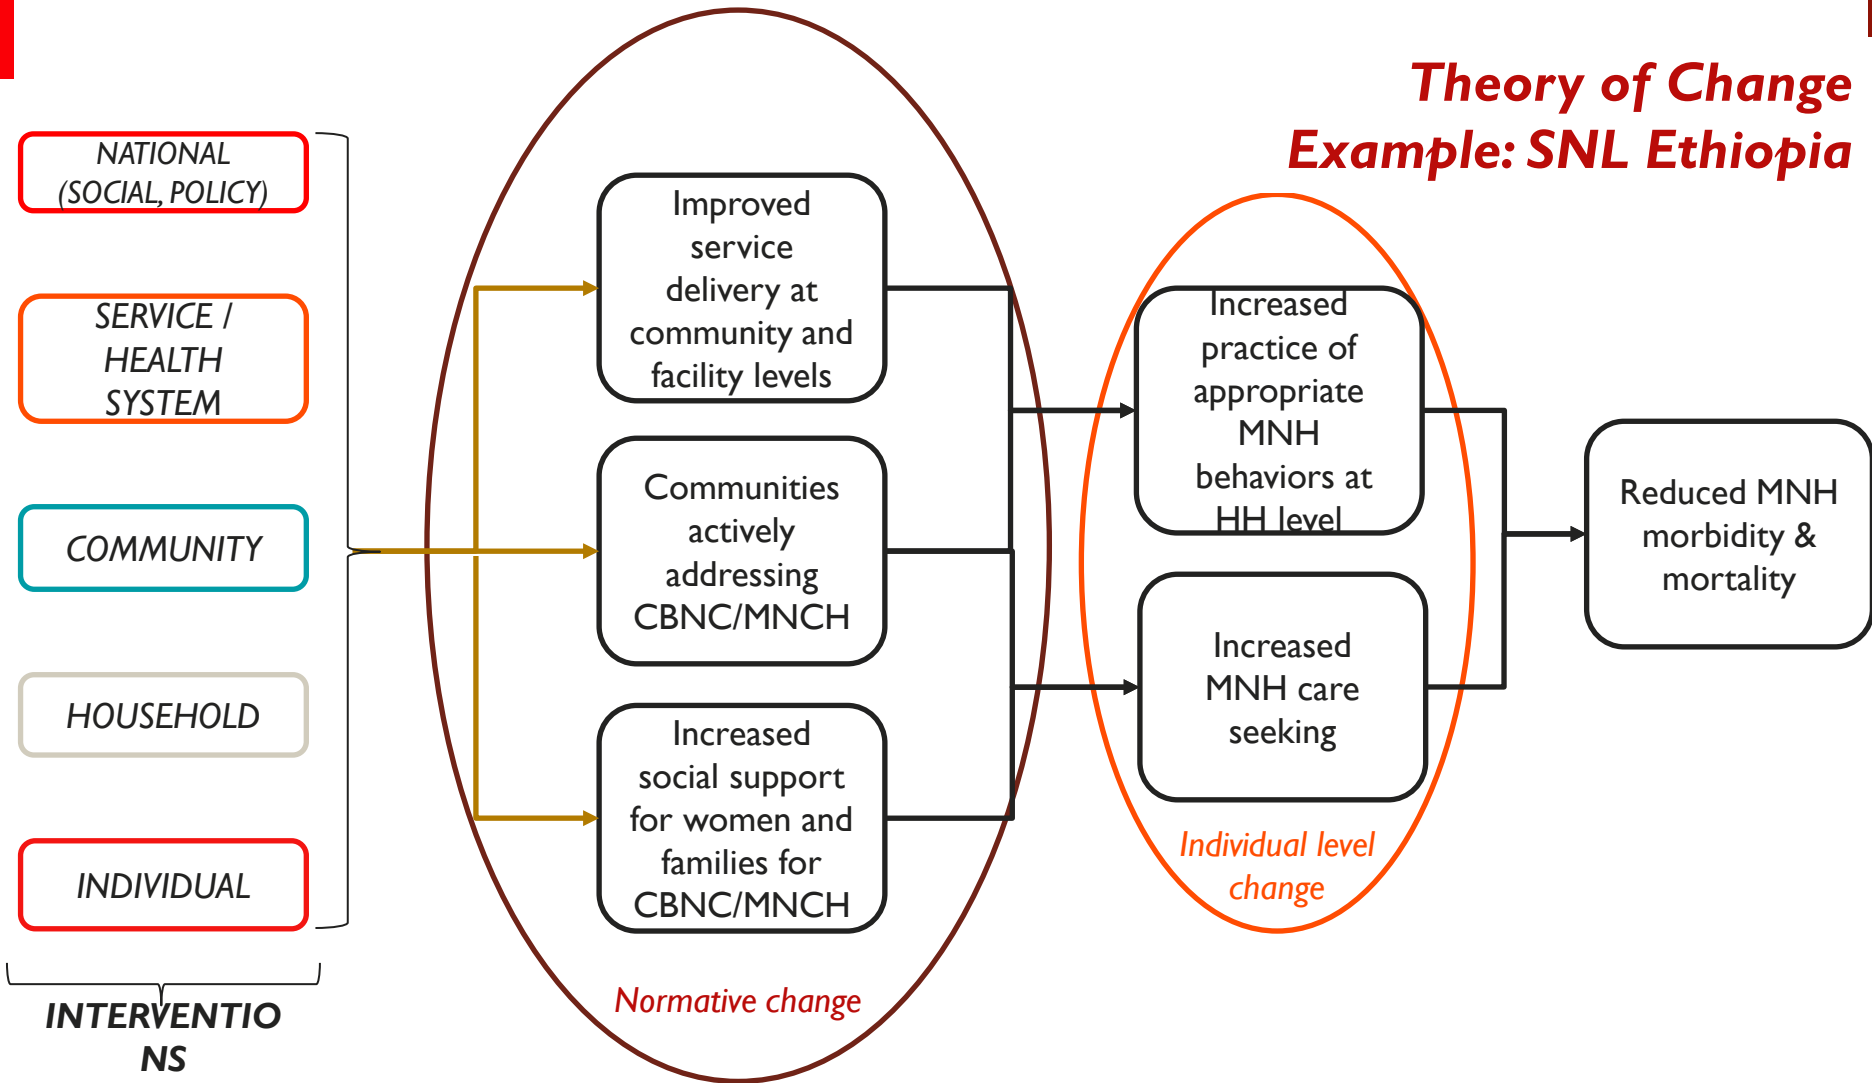 Theory of Change
Example: SNL Ethiopia
NATIONAL
(SOCIAL, POLICY)
SERVICE /
HEALTH
SYSTEM
COMMUNITY
HOUSEHOLD
INDIVIDUAL
INTERVENTIO
NS
Improved
service
delivery at
community and
facility levels
Communities
actively
addressing
CBNC/MNCH
Increased
social support
for women and
families for
CBNC/MNCH
Normative change
Increased
practice of
appropriate
MNH
behaviors at
HH level
Increased
MNH care
seeking
Individual level
change
Reduced MNH
morbidity &
mortality